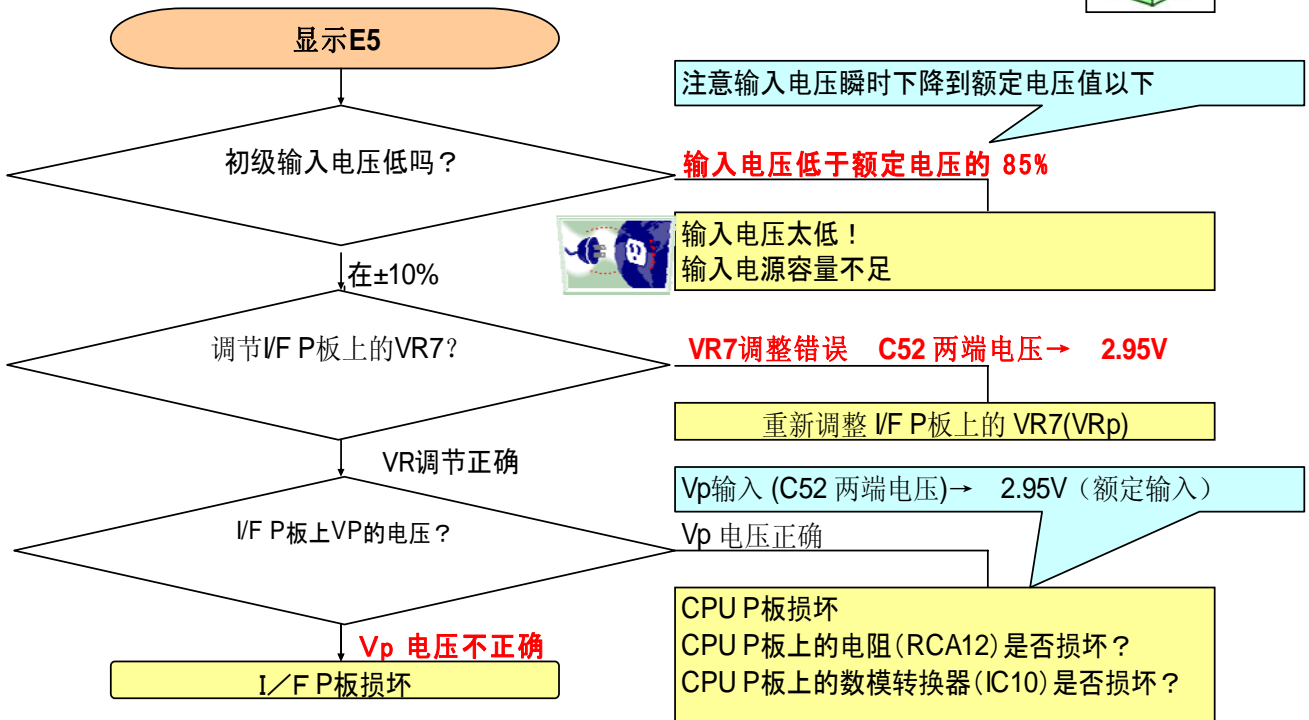 显示E5
注意输入电压瞬时下降到额定电压值以下
初级输入电压低吗？
输入电压低于额定电压的 85%
输入电压太低！
输入电源容量不足
在±10%
调节I/F P板上的VR7？
VR7调整错误 C52 两端电压→ 2.95V
重新调整 I/F P板上的 VR7(VRp)
VR调节正确
Vp输入 (C52 两端电压)→ 2.95V（额定输入）
I/F P板上VP的电压？
Vp 电压正确
CPU P板损坏
CPU P板上的电阻(RCA12)是否损坏？
CPU P板上的数模转换器(IC10)是否损坏？
Vp 电压不正确
I／F P板损坏